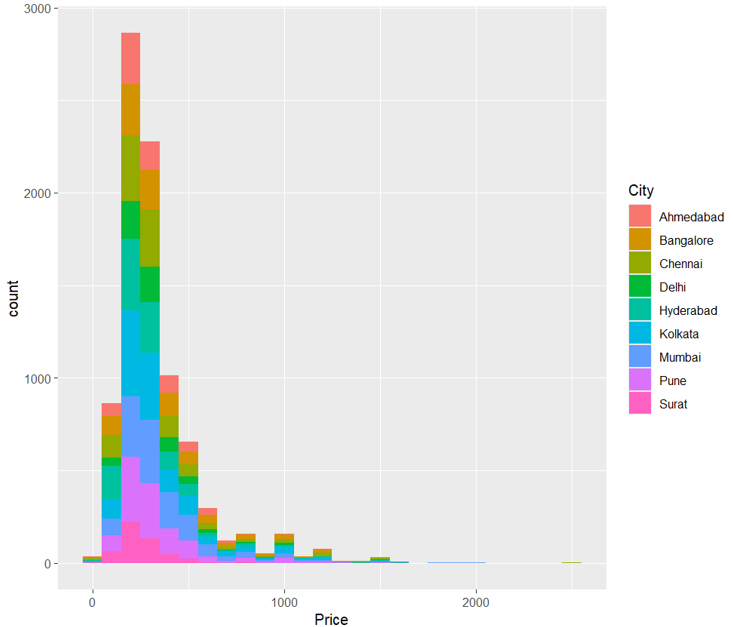 3000
2000
1000
0
count
0
1000
2000
Price
City
Ahmedabad
Bangalore
Chennai
Delhi
Hyderabad
Kolkata
Mumbai
Pune
Surat